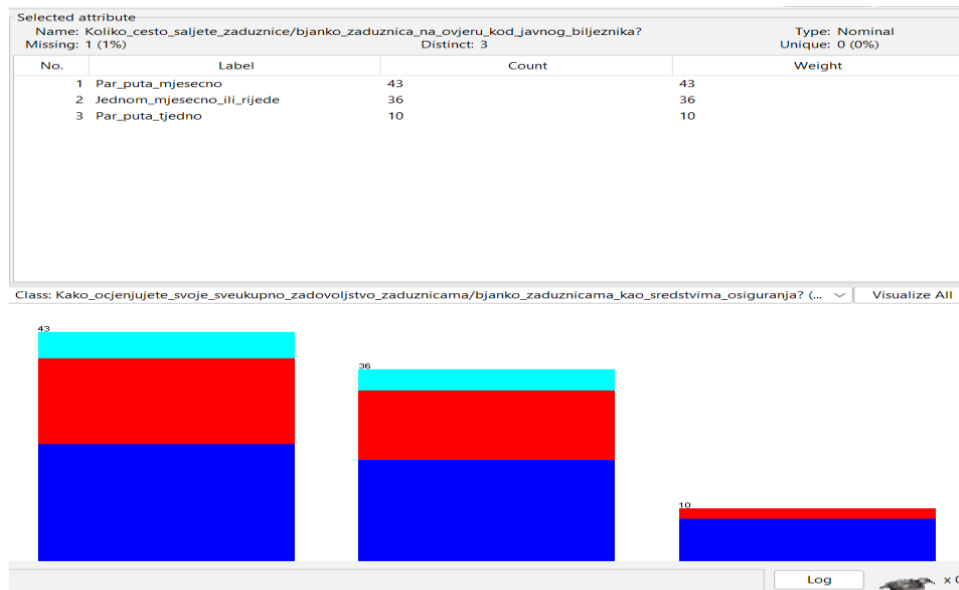 Selected attribute
Name: Koliko_cesto_saljete_zaduznice/bjanko_zaduznica_na_ovjeru_kod_javnog_biljeznika? Type: Nominal
Missing: 1 (1%) Distinct: 3 Unique: 0 (0%)
No. Label Count Weight
1 Par_puta_mjesecno 43 43
2 Jednom_mjesecno_ili_rijede 36 36
3 Par_puta_tjedno 10 10
Class: Kako_ocjenjujete_svoje_sveukupno_zadovoljstvo_zaduznicama/bjanko_zaduznicama_kao_sredstvima_osiguranja? (... Visualize All
43
36
10
Log x 0